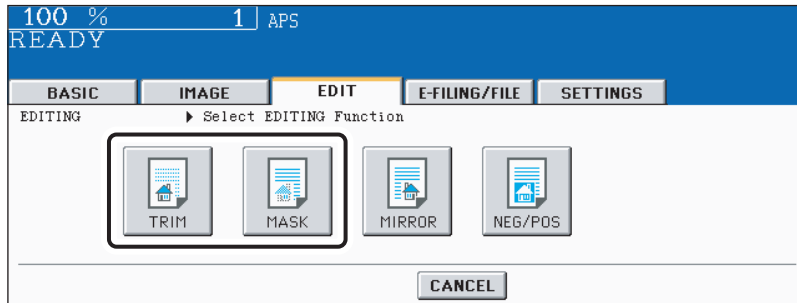 100 % 1 APS
READY
BASIC IMAGE EDIT E-FILING/FILE SETTINGS
EDITING ▶ Select EDITING Function
TRIM MASK MIRROR NEG/POS
CANCEL